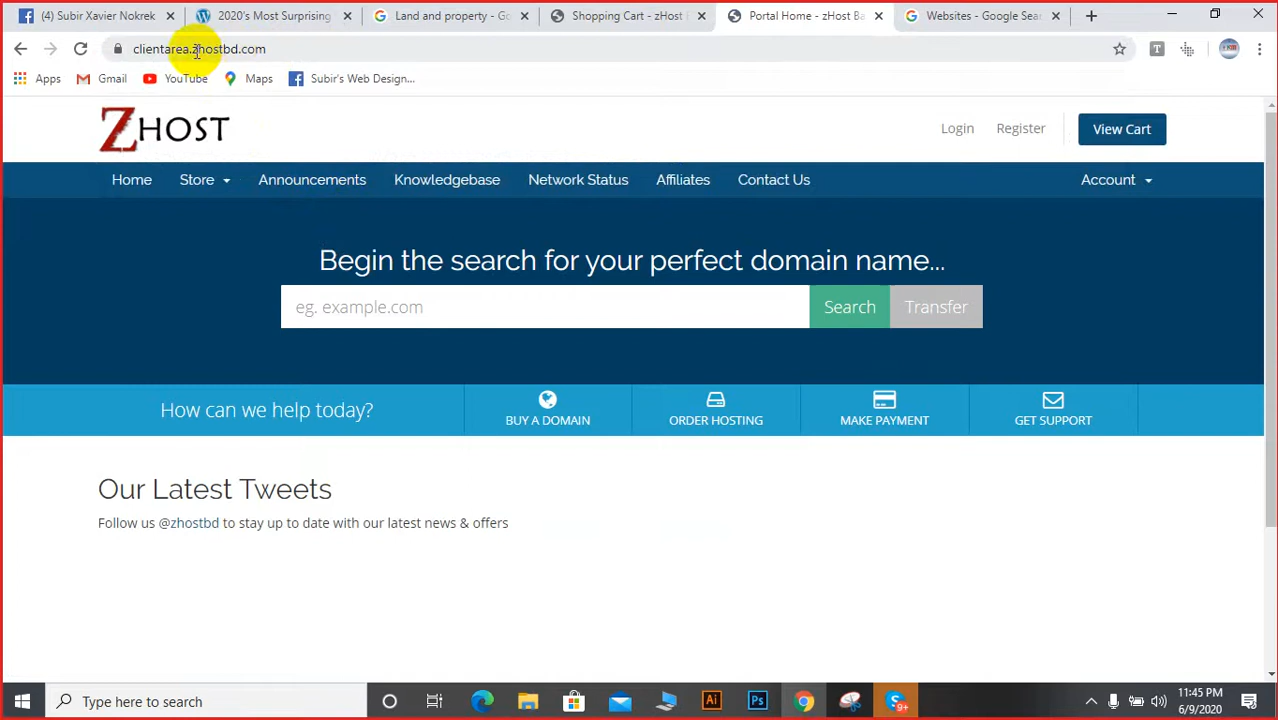 (4) Subir Xavier Nokrek
2020's Most Surprising
Land and property - Go
Shopping Cart - zHost
Portal Home - zHost Ba
Websites - Google Sear
clientarea.zhostbd.com
Apps
Gmail
YouTube
Maps
Subir's Web Design...
ZHOST
Login
Register
View Cart
Home
Store
Announcements
Knowledgebase
Network Status
Affiliates
Contact Us
Account
Begin the search for your perfect domain name...
eg. example.com
Search
Transfer
How can we help today?
BUY A DOMAIN
ORDER HOSTING
MAKE PAYMENT
GET SUPPORT
Our Latest Tweets
Follow us @zhostbd to stay up to date with our latest news & offers
Type here to search
Ai
Ps
S
9+
11:45 PM
6/9/2020